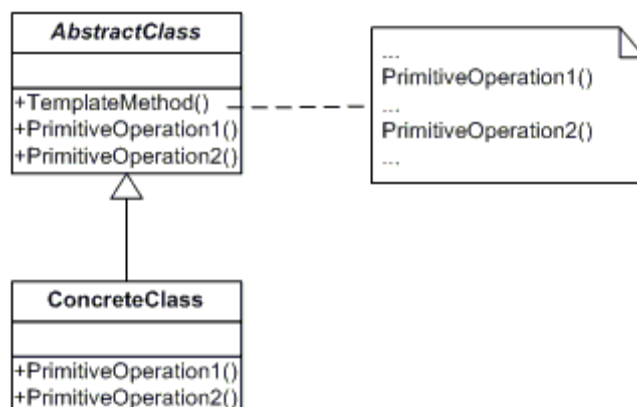 AbstractClass
+TemplateMethod()
+PrimitiveOperation1()
+PrimitiveOperation2()
...
PrimitiveOperation1()
...
PrimitiveOperation2()
...
ConcreteClass
+PrimitiveOperation1()
+PrimitiveOperation2()